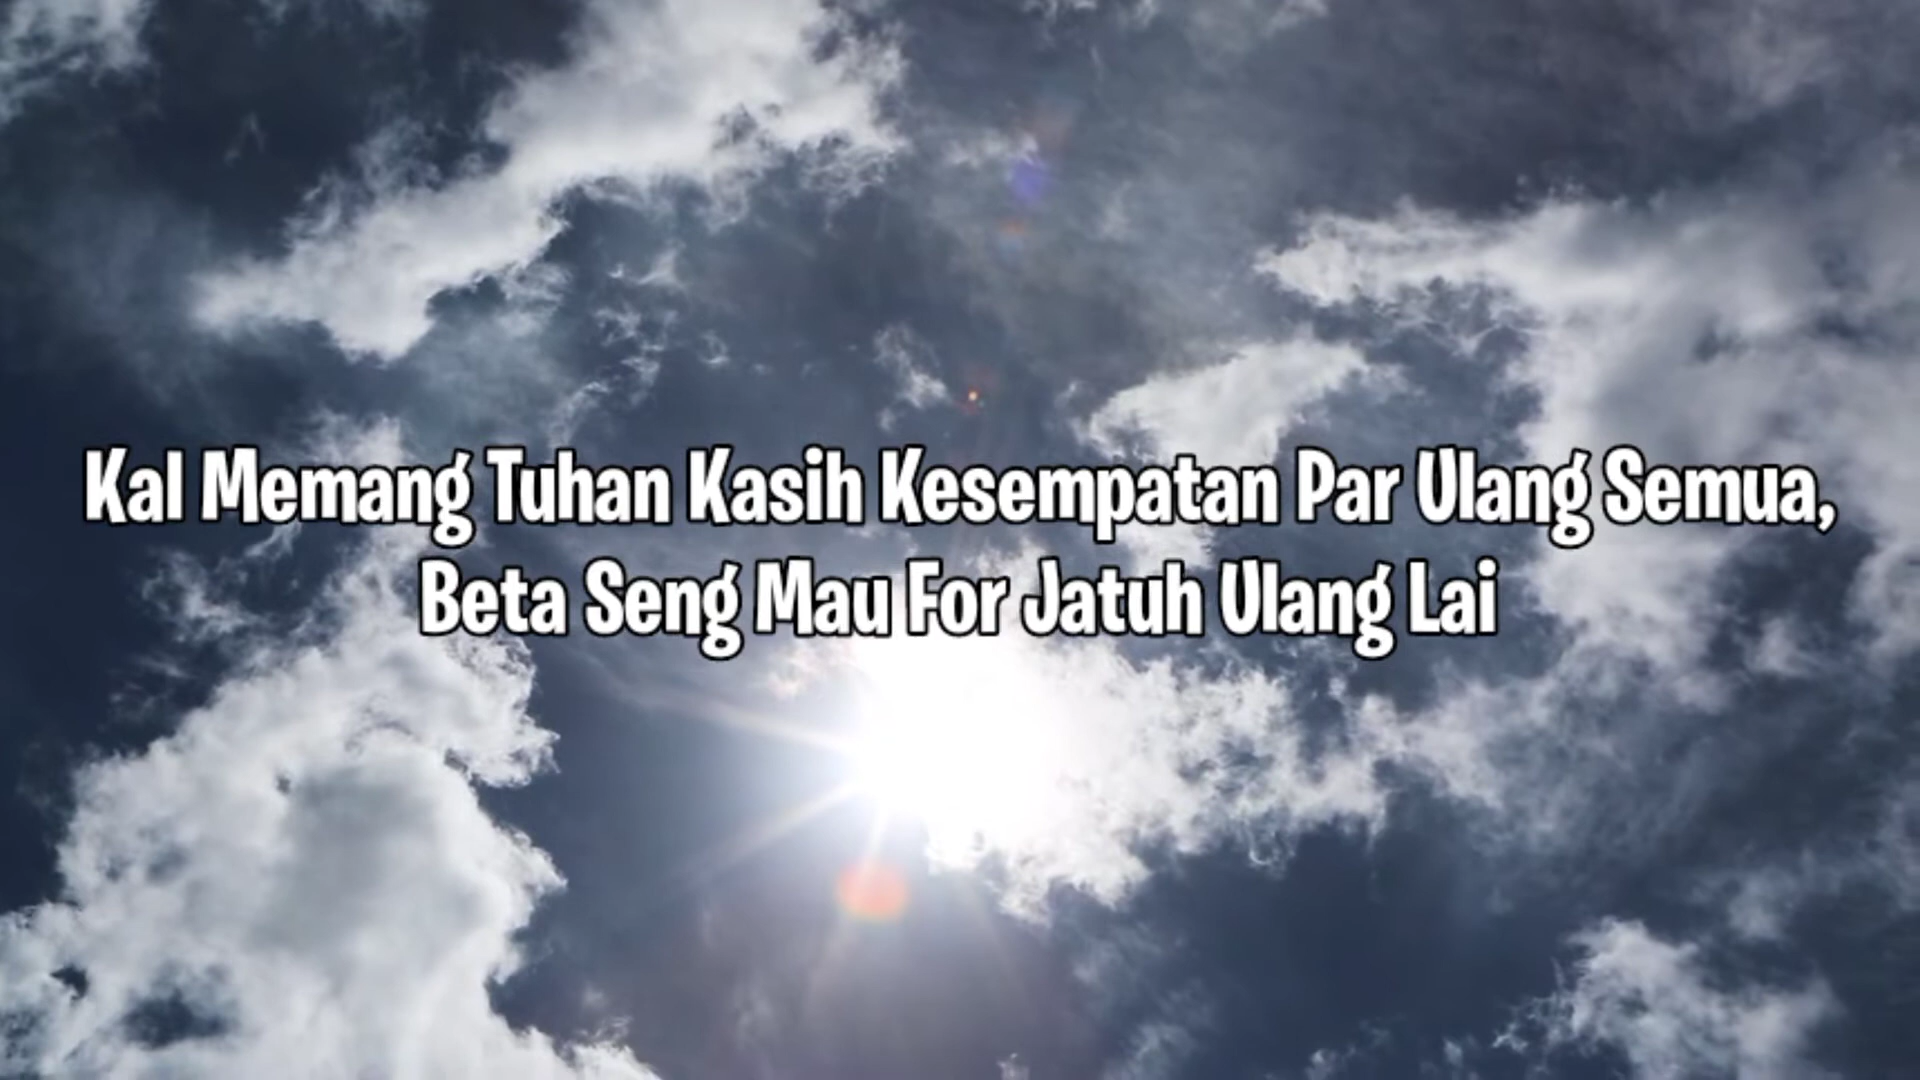 Kal Memang Tuhan Kasih Kesempatan Par Ulang Semua,
Beta Seng Mau For Jatuh Ulang Lai